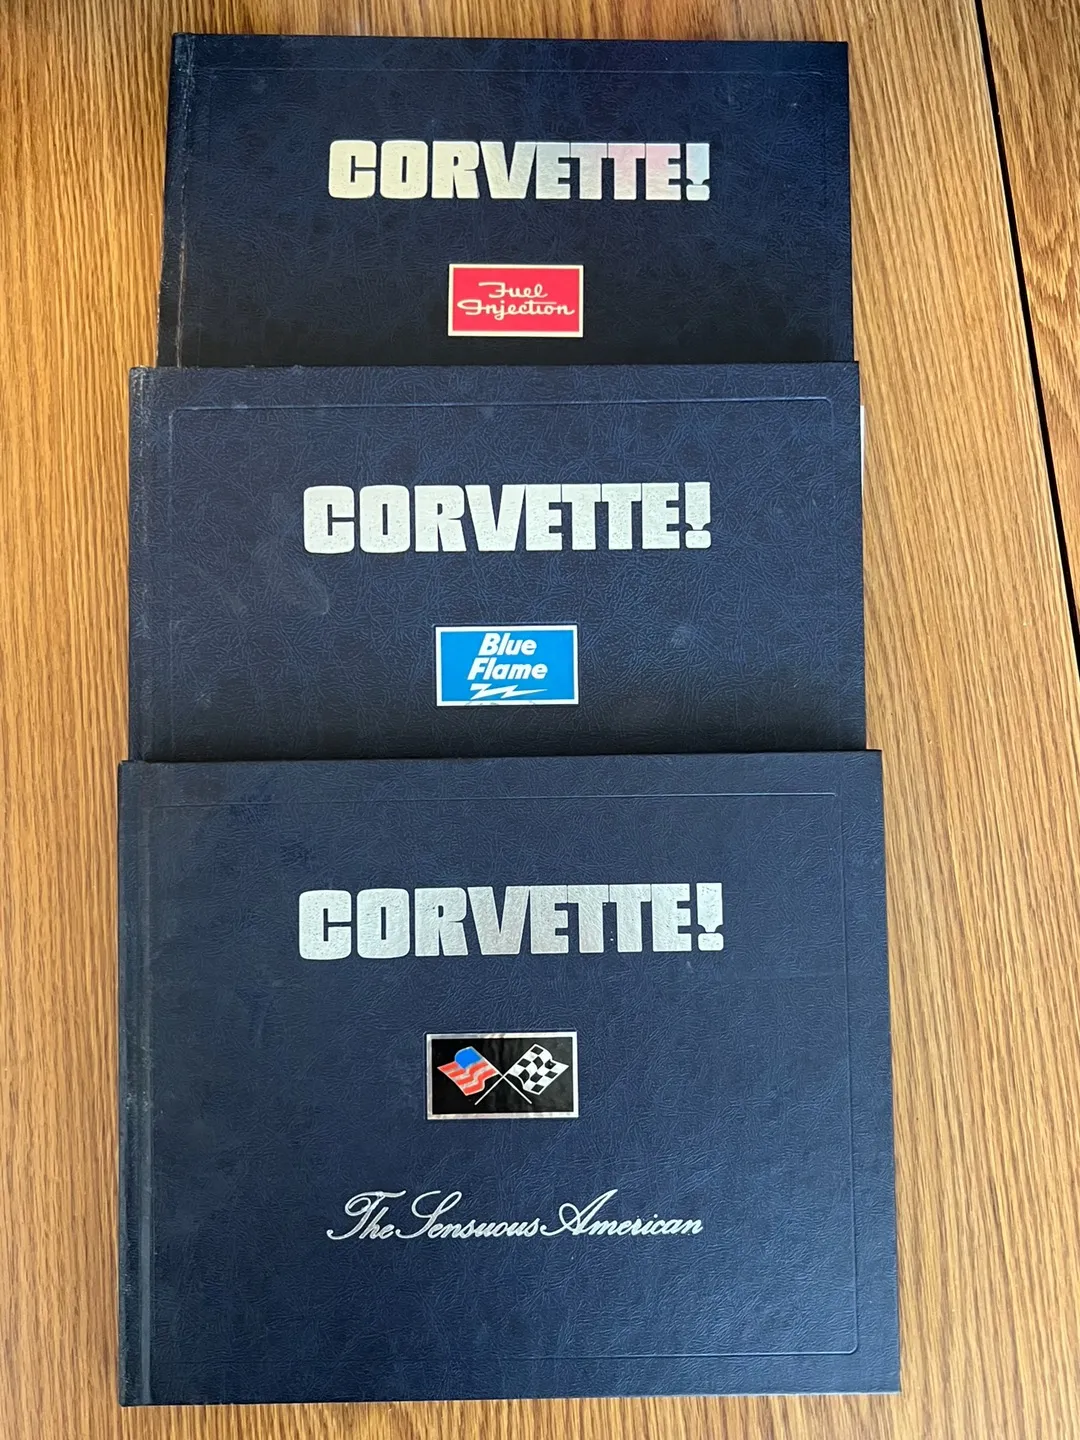 CORVETTE!
Fuel
Injection
CORVETTE!
Blue
Flame
CORVETTE!
The Sensuous American